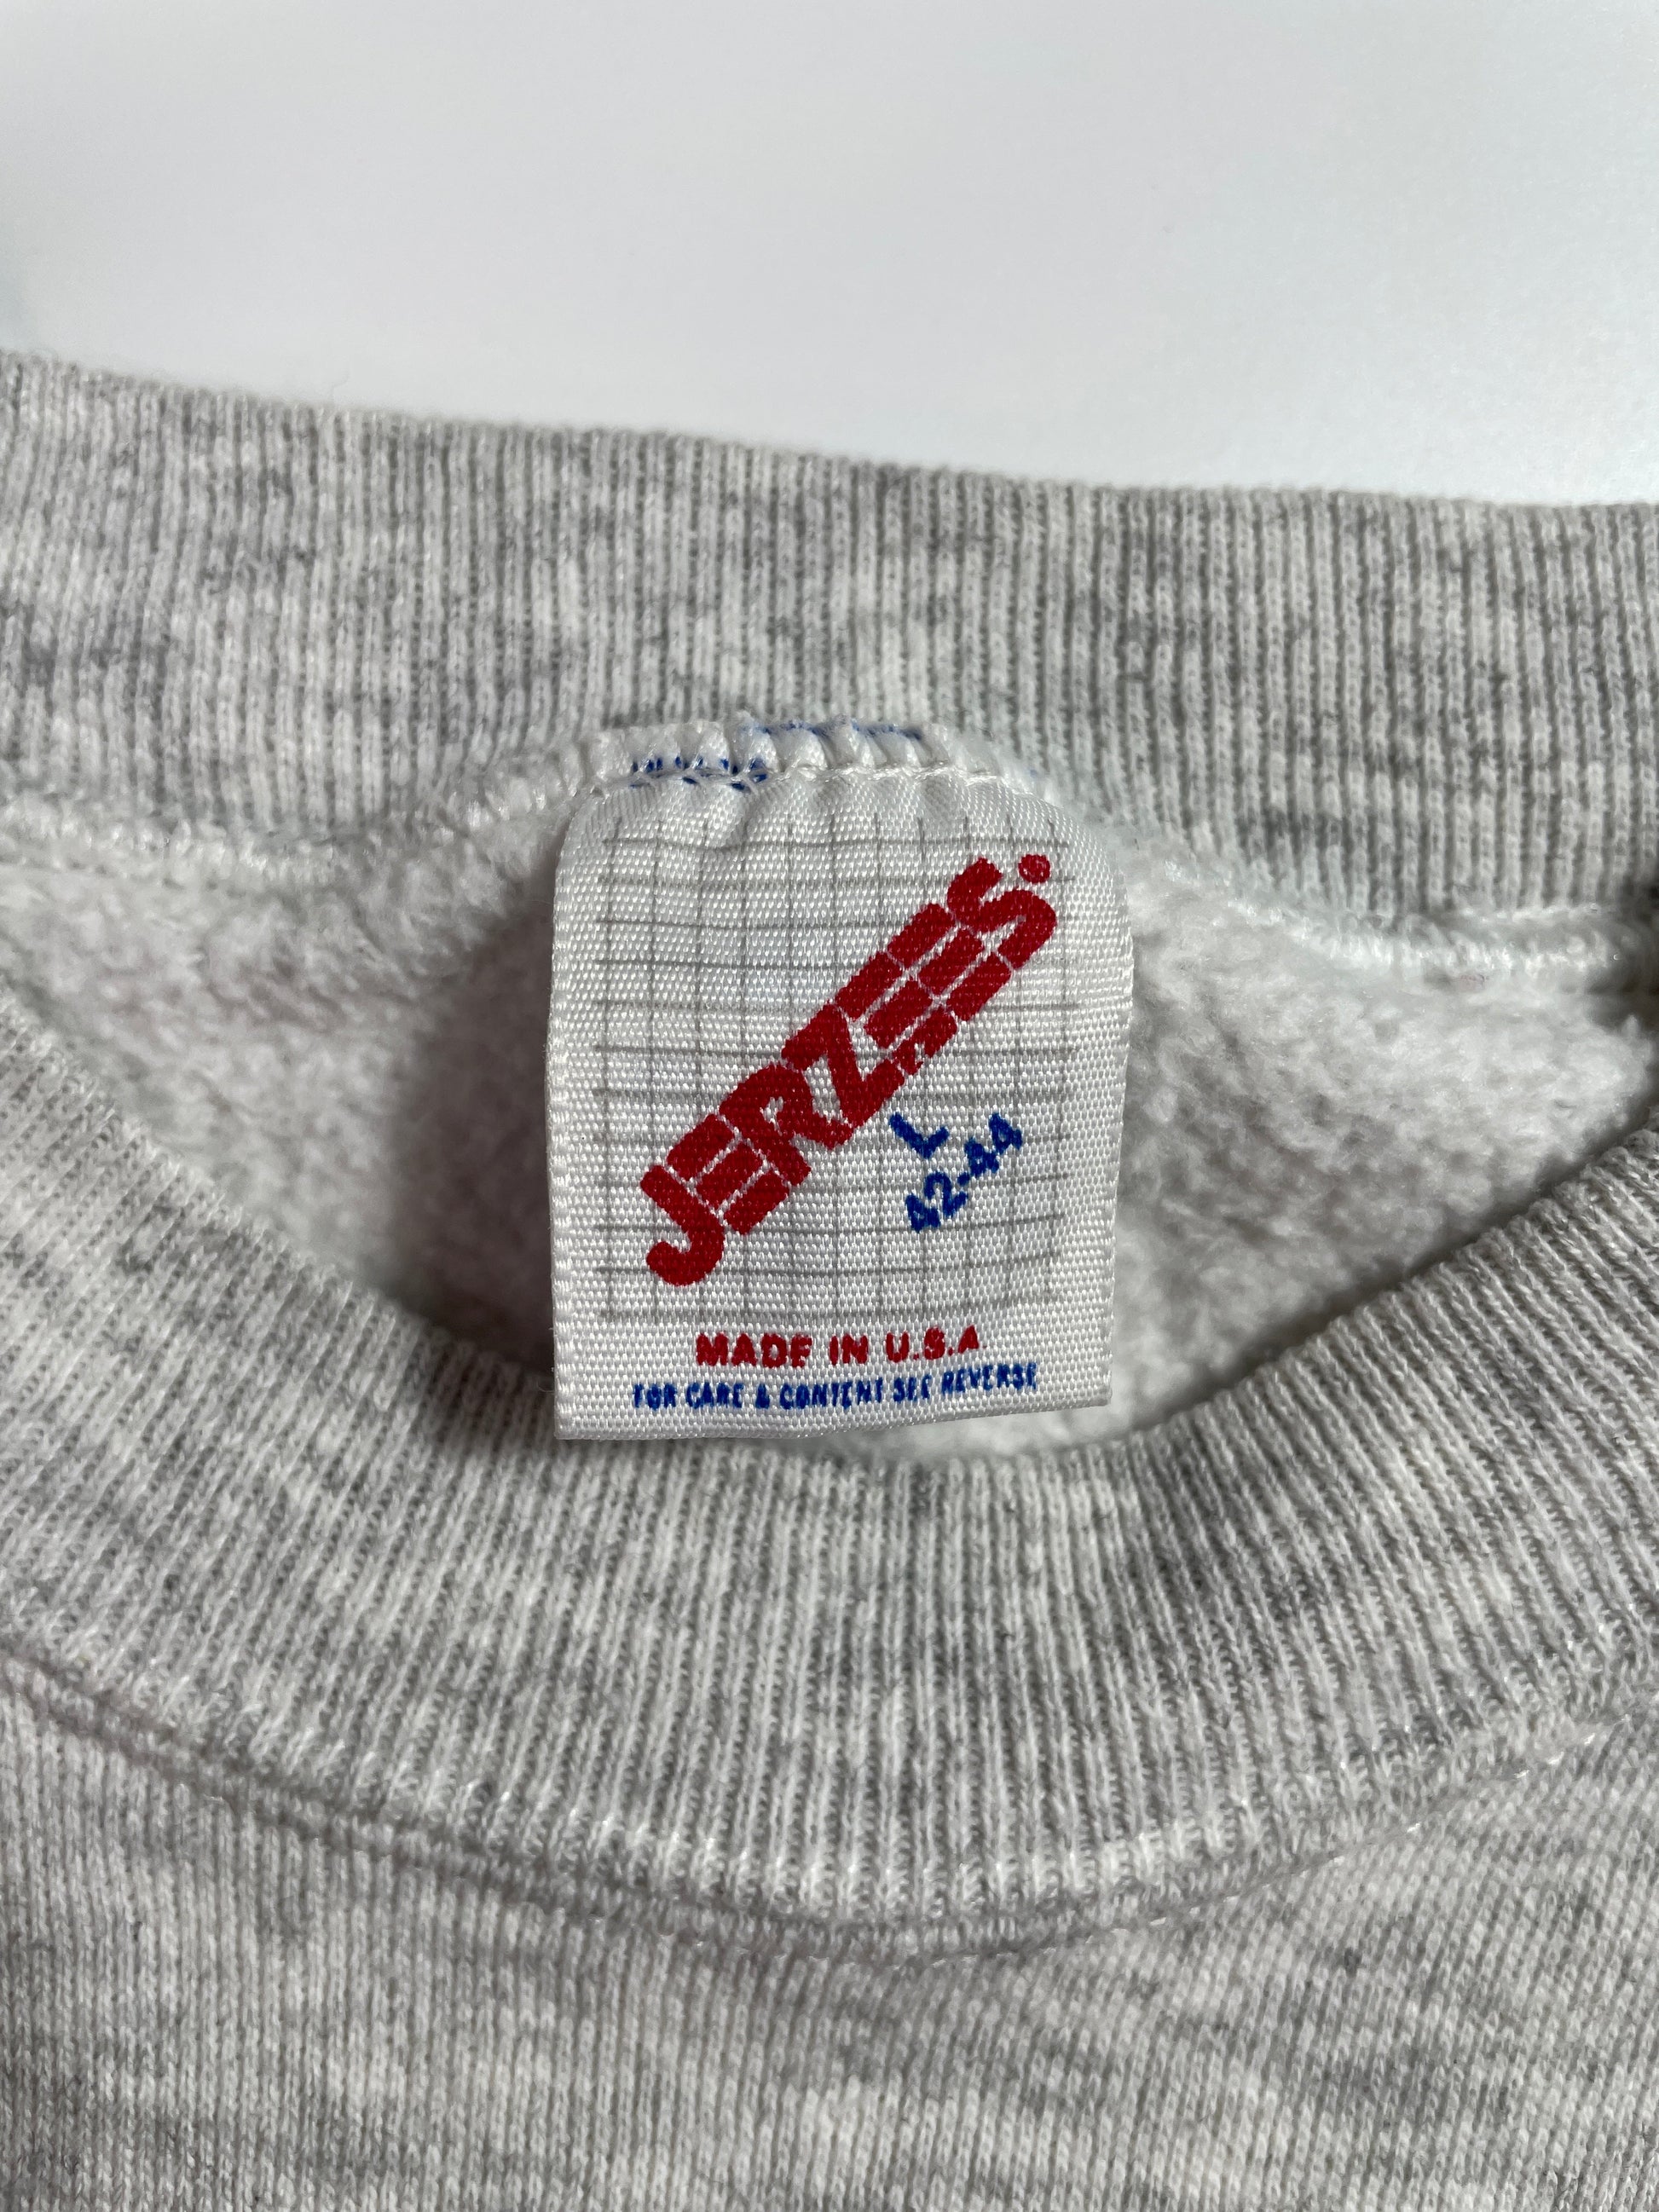 JERZEES.
L
42-44
MADE IN U.S.A.
FOR CARE & CONTENT SEE REVERSE